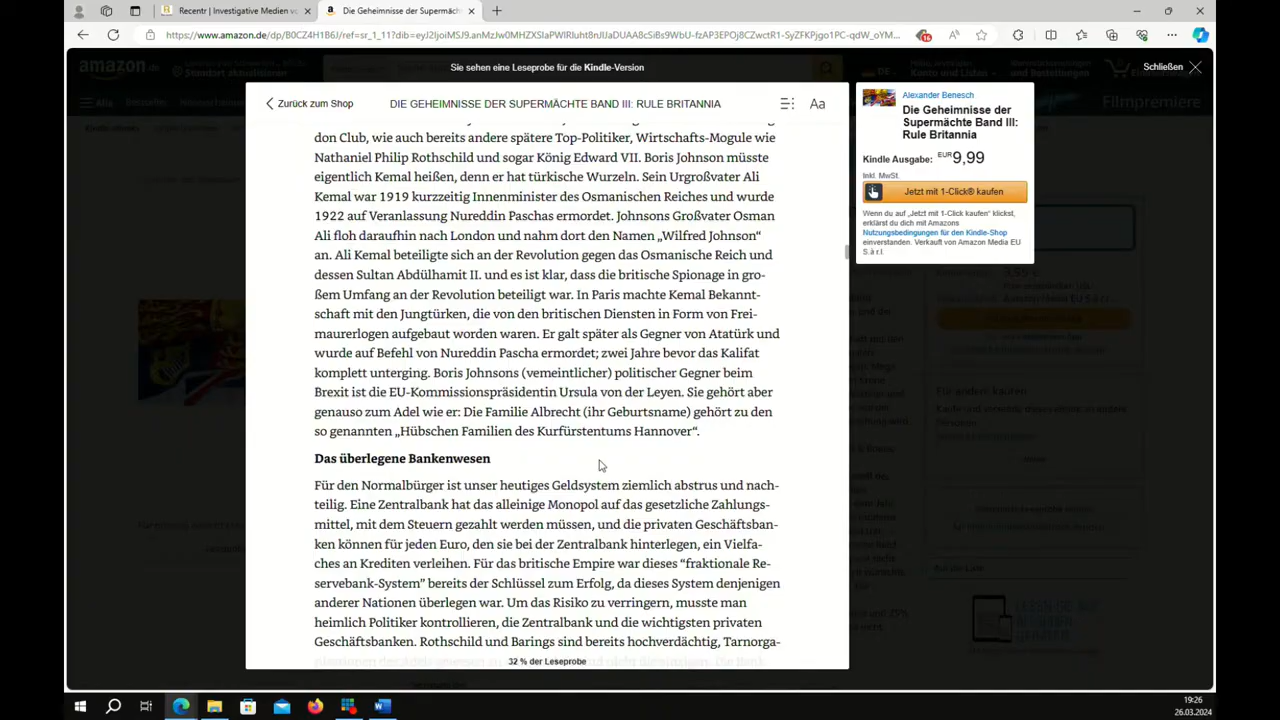 Recentr | Investigative Medien vo
Die Geheimnisse der Supermäch
https://www.amazon.de/dp/B0CZ4H1B6J/ref=sr_1_11?
16
amazon.de
Sie sehen eine Leseprobe für die Kindle-Version
Schließen
Zurück zum Shop
DIE GEHEIMNISSE DER SUPERMÄCHTE BAND III: RULE BRITANNIA
Aa
don Club, wie auch bereits andere spätere Top-Politiker, Wirtschafts-Mogule wie
Nathaniel Philip Rothschild und sogar König Edward VII. Boris Johnson müsste
eigentlich Kemal heißen, denn er hat türkische Wurzeln. Sein Urgroßvater Ali
Kemal war 1919 kurzzeitig Innenminister des Osmanischen Reiches und wurde
1922 auf Veranlassung Nureddin Paschas ermordet. Johnsons Großvater Osman
Ali floh daraufhin nach London und nahm dort den Namen „Wilfred Johnson“
an. Ali Kemal beteiligte sich an der Revolution gegen das Osmanische Reich und
dessen Sultan Abdülhamit II. und es ist klar, dass die britische Spionage in gro-
ßem Umfang an der Revolution beteiligt war. In Paris machte Kemal Bekannt-
schaft mit den Jungtürken, die von den britischen Diensten in Form von Frei-
maurerlogen aufgebaut worden waren. Er galt später als Gegner von Atatürk und
wurde auf Befehl von Nureddin Pascha ermordet; zwei Jahre bevor das Kalifat
komplett unterging. Boris Johnsons (vemeintlicher) politischer Gegner beim
Brexit ist die EU-Kommissionspräsidentin Ursula von der Leyen. Sie gehört aber
genauso zum Adel wie er: Die Familie Albrecht (ihr Geburtsname) gehört zu den
so genannten „Hübschen Familien des Kurfürstentums Hannover“.
Das überlegene Bankenwesen
Für den Normalbürger ist unser heutiges Geldsystem ziemlich abstrus und nach-
teilig. Eine Zentralbank hat das alleinige Monopol auf das gesetzliche Zahlungs-
mittel, mit dem Steuern gezahlt werden müssen, und die privaten Geschäftsban-
ken können für jeden Euro, den sie bei der Zentralbank hinterlegen, ein Vielfa-
ches an Krediten verleihen. Für das britische Empire war dieses “fraktionale Re-
servebank-System” bereits der Schlüssel zum Erfolg, da dieses System denjenigen
anderer Nationen überlegen war. Um das Risiko zu verringern, musste man
heimlich Politiker kontrollieren, die Zentralbank und die wichtigsten privaten
Geschäftsbanken. Rothschild und Barings sind bereits hochverdächtig, Tarnorga-
32 % der Leseprobe
Alexander Benesch
Die Geheimnisse der
Supermächte Band III:
Rule Britannia
Kindle Ausgabe: EUR9,99
Inkl. MwSt.
Jetzt mit 1-Click® kaufen
Wenn du auf „Jetzt mit 1-Click kaufen“ klickst,
erklärst du dich mit Amazons
Nutzungsbedingungen für den Kindle-Shop
einverstanden. Verkauft von Amazon Media EU
S.à r.l.
Filmpremiere
19:26
26.03.2024